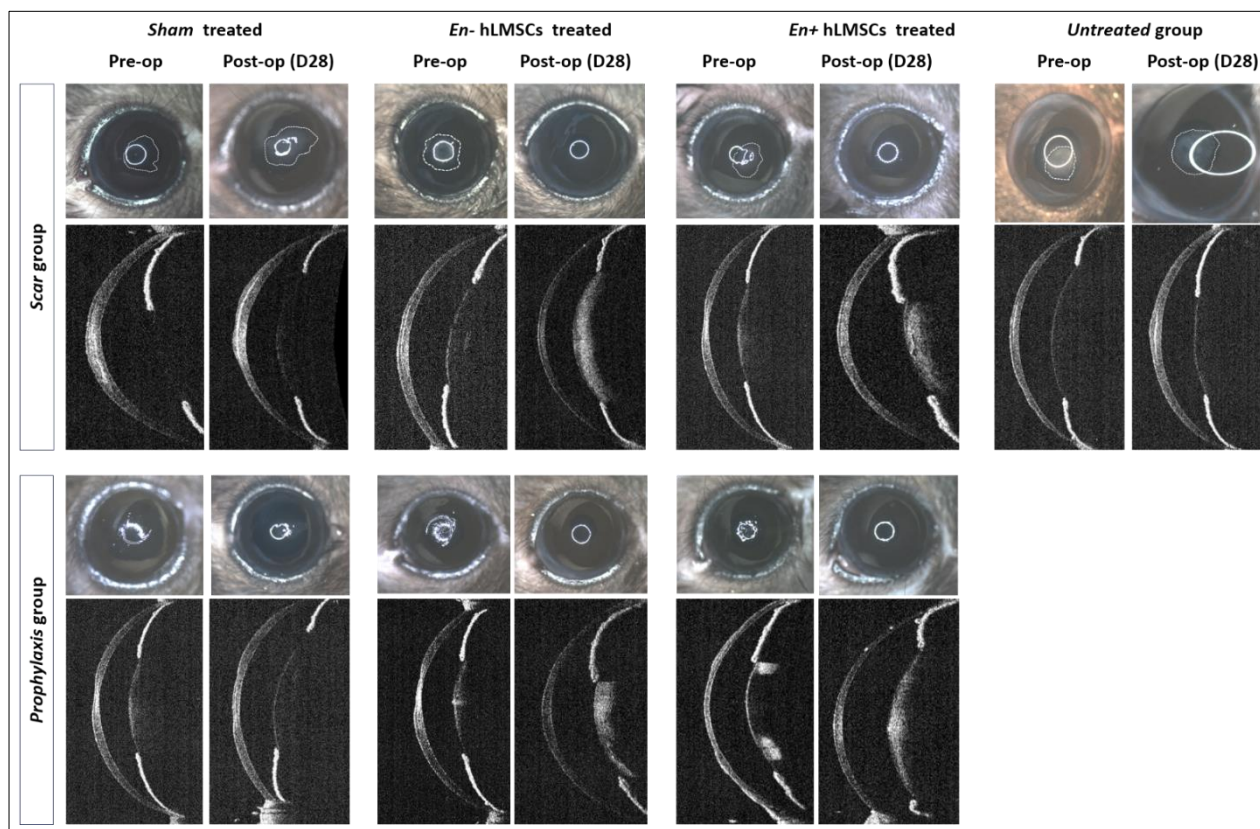 Sham treated
En- hLMSCs treated
En+ hLMSCs treated
Untreated group
Pre-op
Post-op (D28)
Pre-op
Post-op (D28)
Pre-op
Post-op (D28)
Pre-op
Post-op (D28)
Scar group
Prophylaxis group